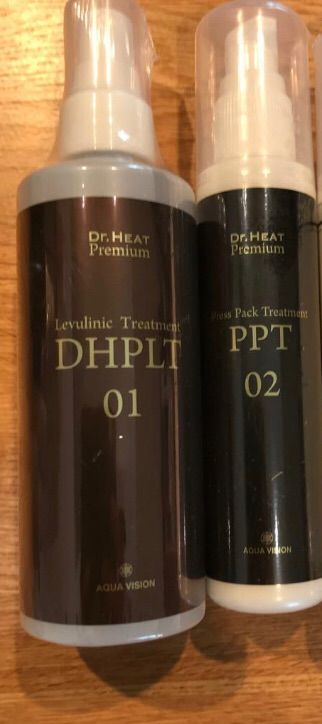 Dr.HEAT
Premium
Levulinic Treatment
DHPLT
01
AQUA VISION
Dr.HEAT
Premium
Press Pack Treatment
PPT
02
AQUA VISION